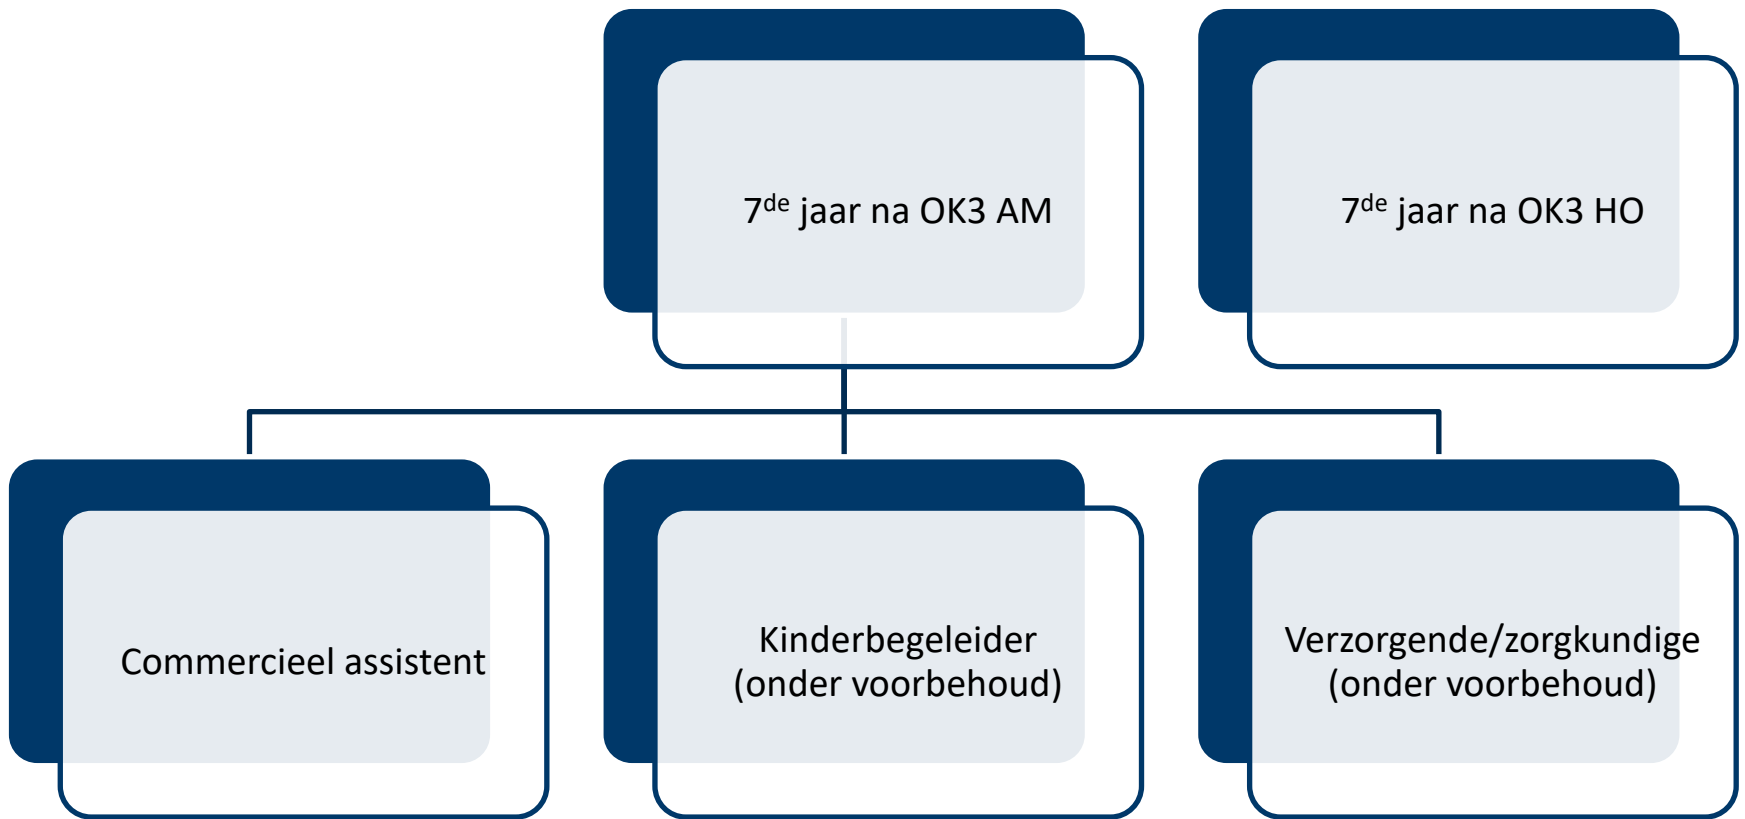 7de jaar na OK3 AM
7de jaar na OK3 HO
Commercieel assistent
Kinderbegeleider
(onder voorbehoud)
Verzorgende/zorgkundige
(onder voorbehoud)